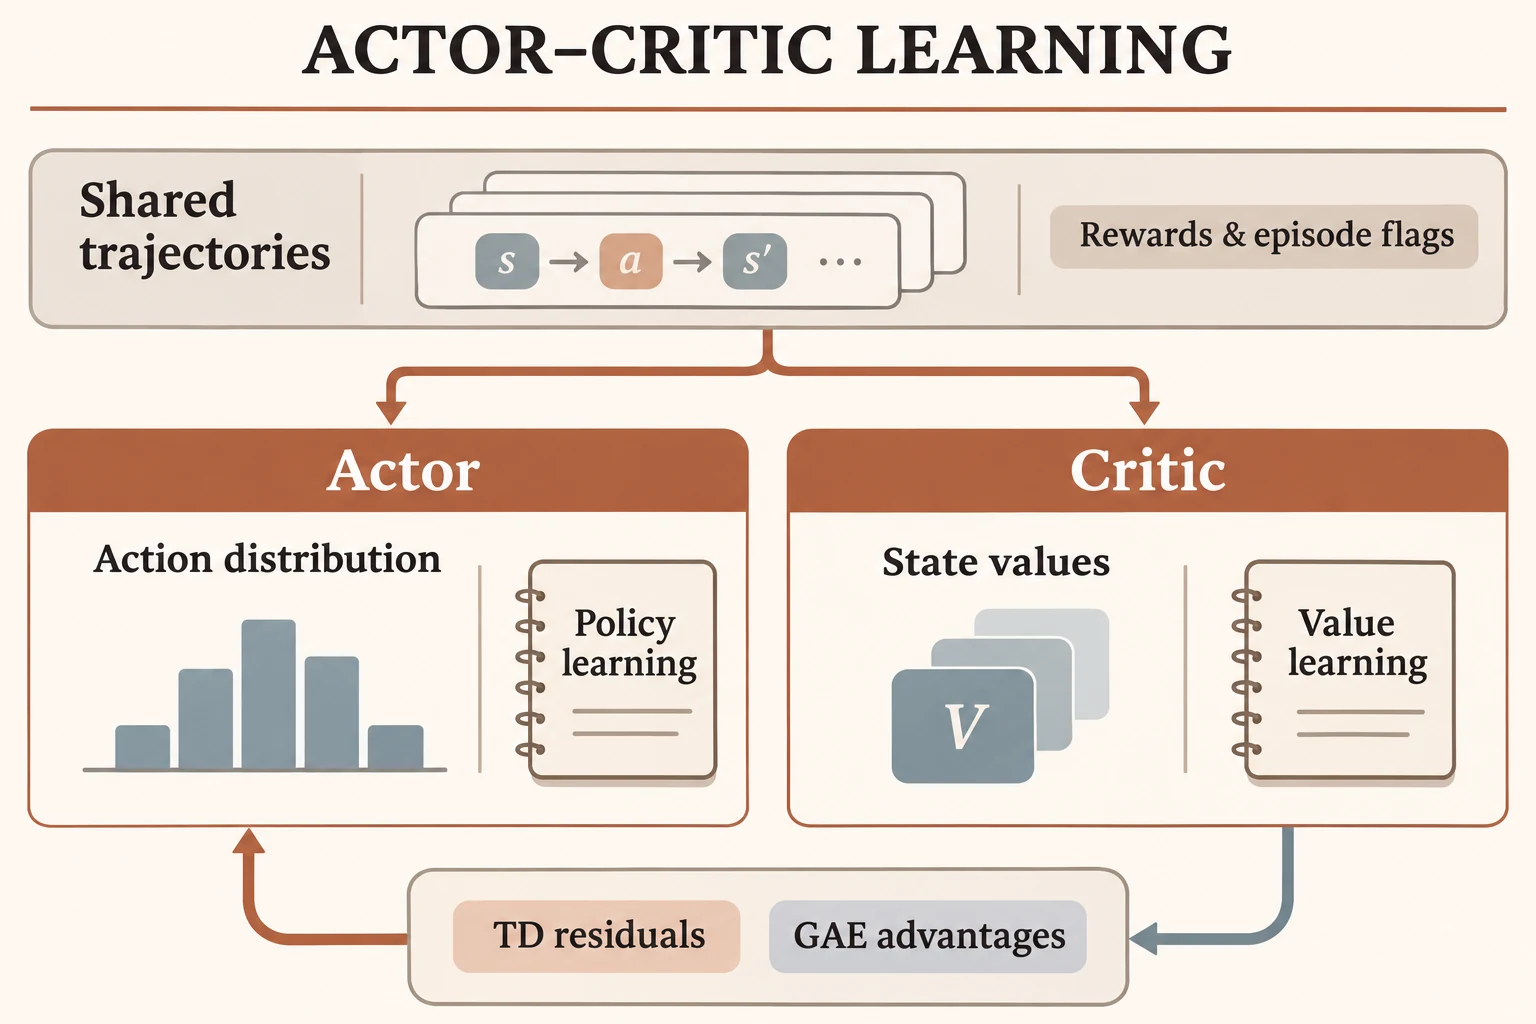 ACTOR–CRITIC LEARNING
Shared
trajectories
s → a → s′ ...
Rewards & episode flags
Actor
Action distribution
Policy
learning
Critic
State values
V
Value
learning
TD residuals
GAE advantages